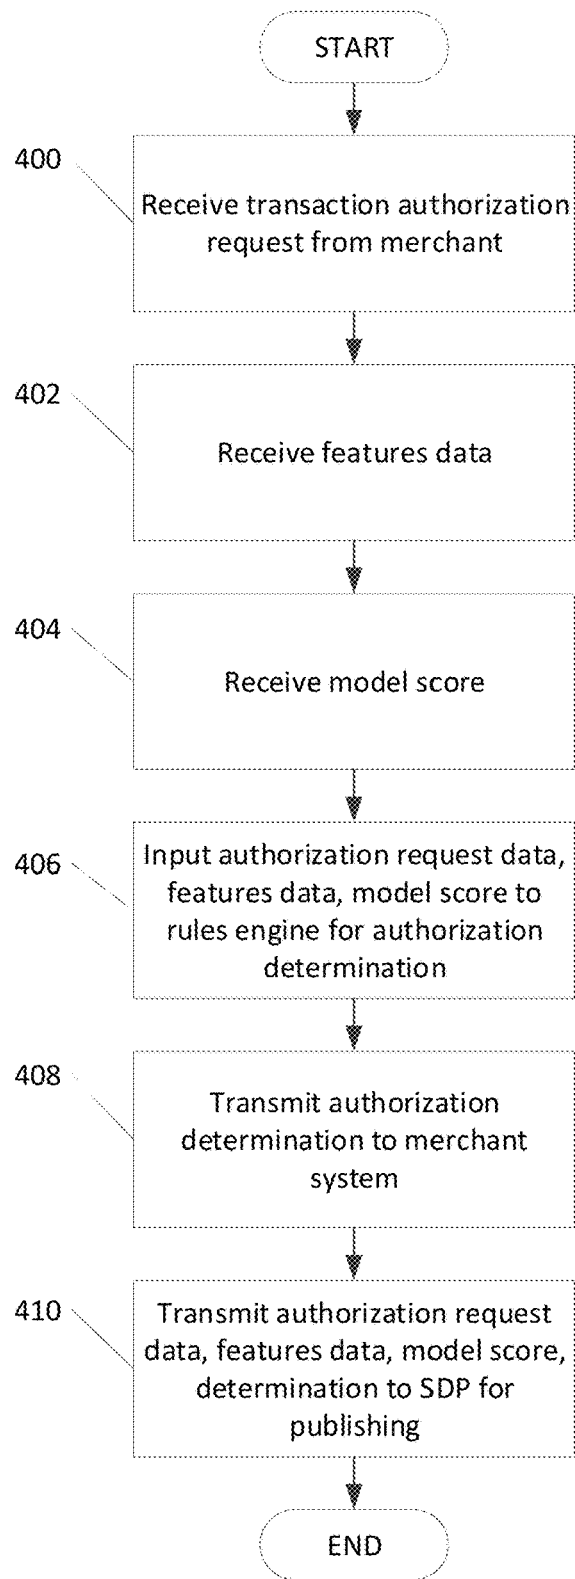 START
400
Receive transaction authorization
request from merchant
402
Receive features data
404
Receive model score
406
Input authorization request data,
features data, model score to
rules engine for authorization
determination
408
Transmit authorization
determination to merchant
system
410
Transmit authorization request
data, features data, model score,
determination to SDP for
publishing
END